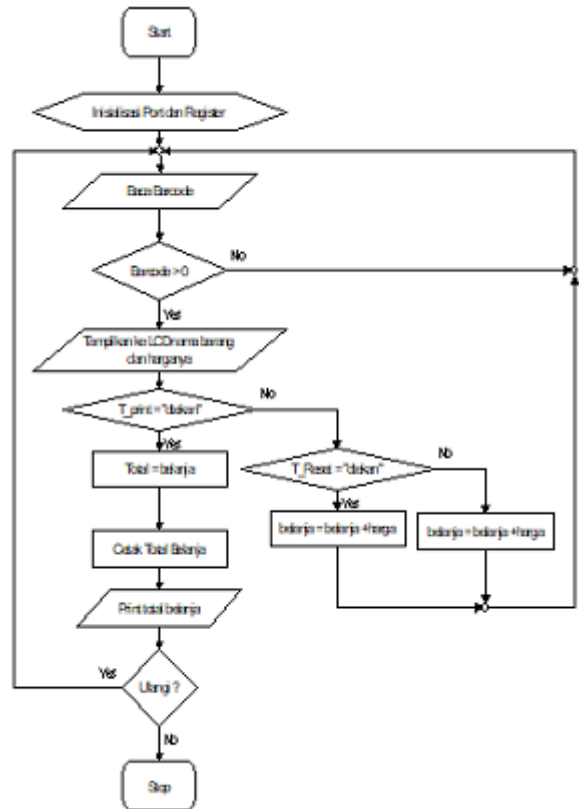 Start
Inisialisasi Port dan Register
Baca Barcode
Barcode > 0
No
Yes
Tampilkan ke LCD nama barang
dan harganya
T_print = "ditekan"
No
Yes
Total = belanja
T_Reset = "ditekan"
No
Yes
belanja = belanja + harga
belanja = belanja + harga
Cetak Total Belanja
Print total belanja
Ulangi ?
Yes
No
Stop